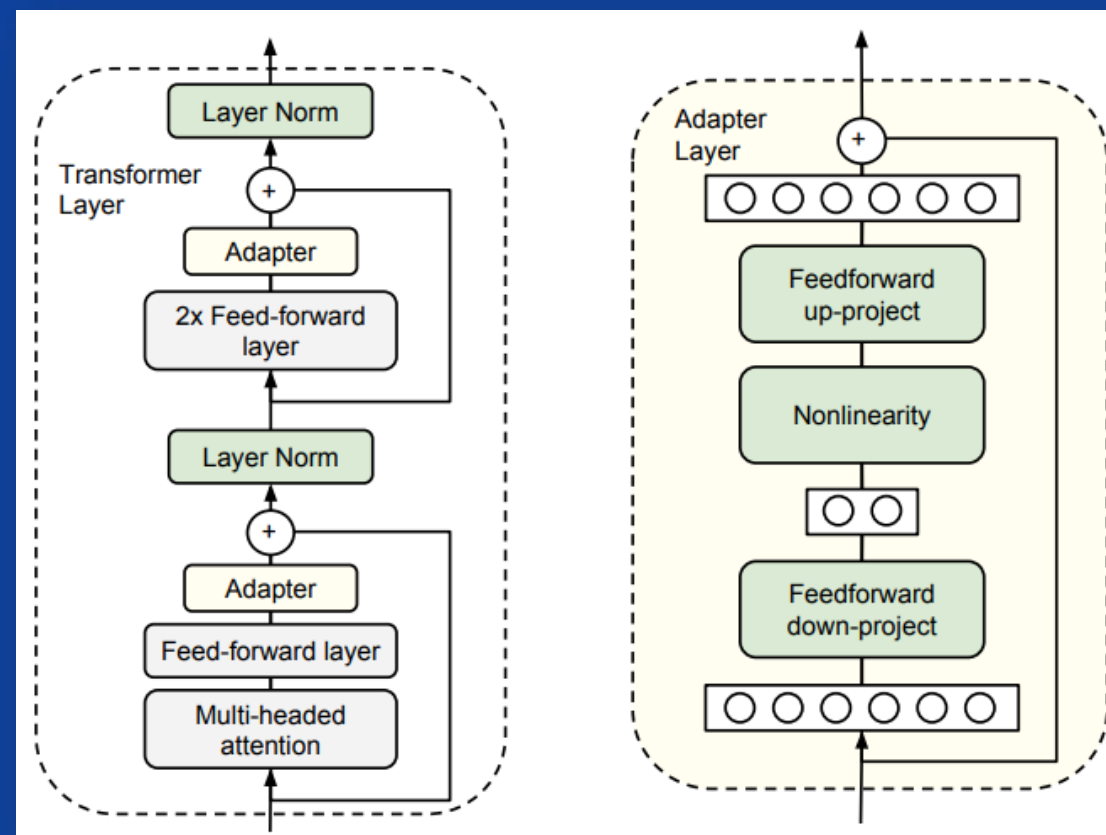 Layer Norm
Transformer
Layer
+
Adapter
2x Feed-forward
layer
Layer Norm
+
Adapter
Feed-forward layer
Multi-headed
attention
Adapter
Layer
+
Feedforward
up-project
Nonlinearity
Feedforward
down-project